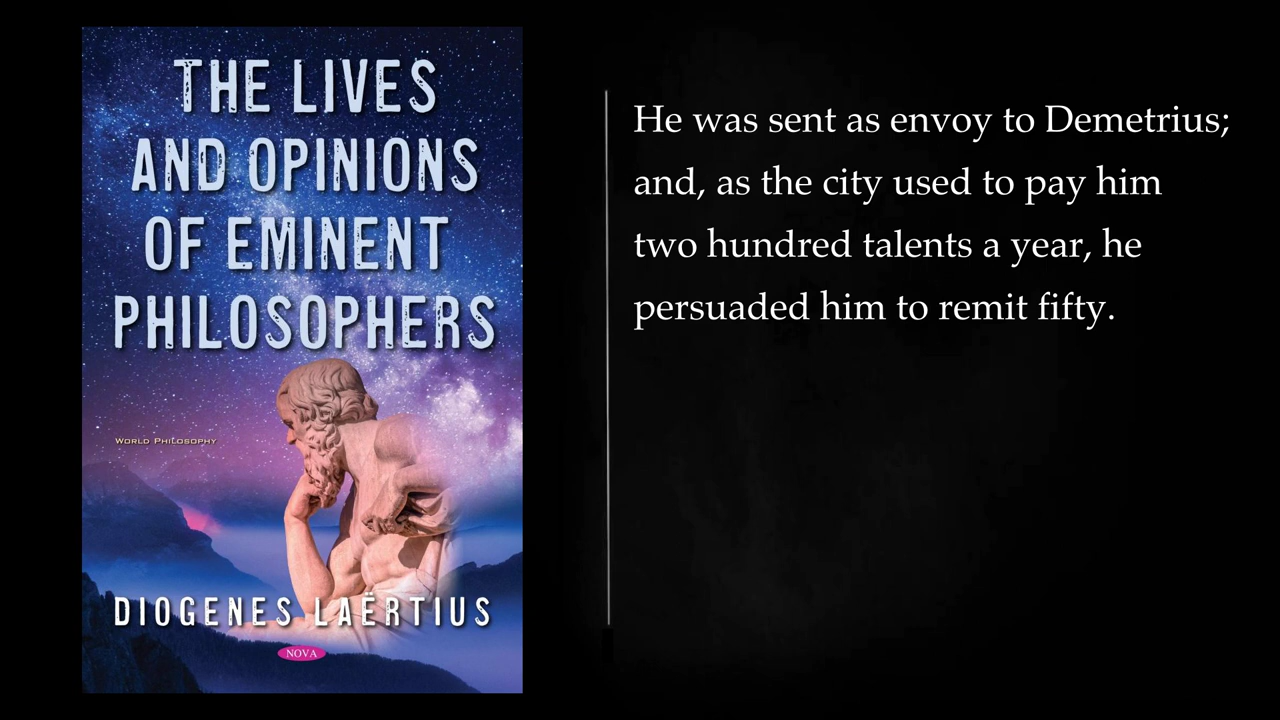 THE LIVES
AND OPINIONS
OF EMINENT
PHILOSOPHERS
WORLD PHILOSOPHY
DIOGENES LAËRTIUS
NOVA
He was sent as envoy to Demetrius;
and, as the city used to pay him
two hundred talents a year, he
persuaded him to remit fifty.